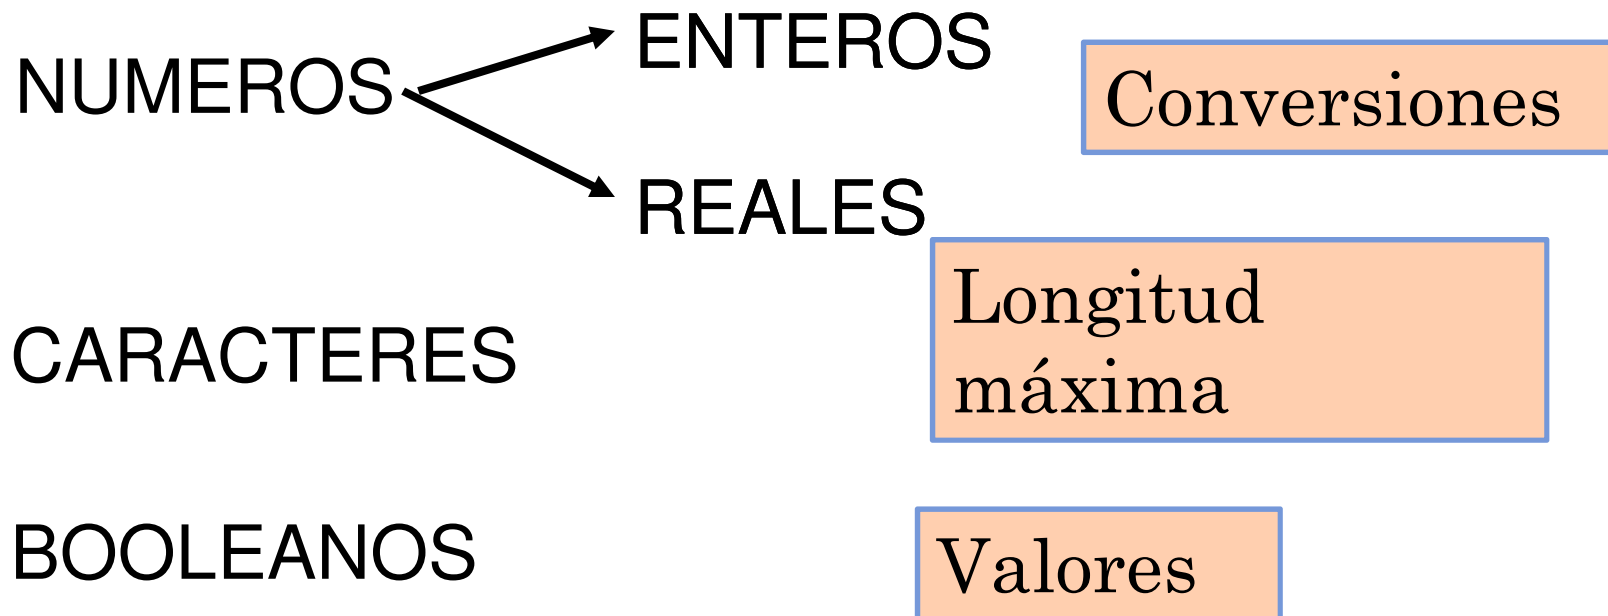 ENTEROS
NUMEROS
Conversiones
REALES
Longitud
máxima
CARACTERES
BOOLEANOS
Valores